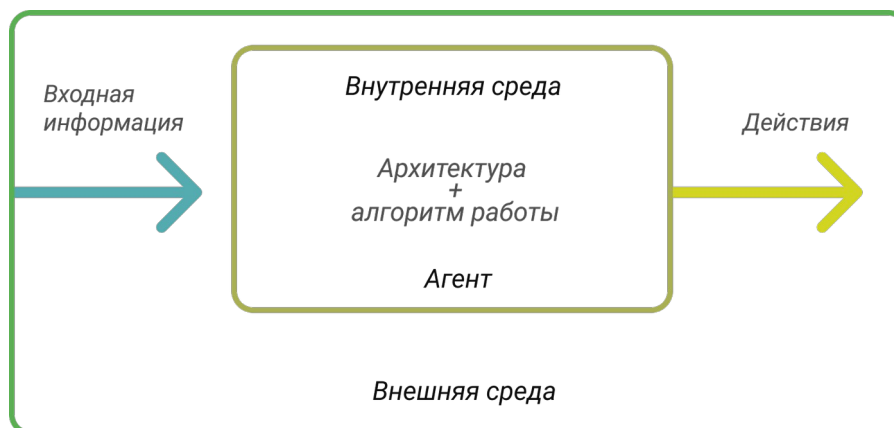 Входная
информация
Внутренняя среда
Архитектура
+
алгоритм работы
Агент
Действия
Внешняя среда